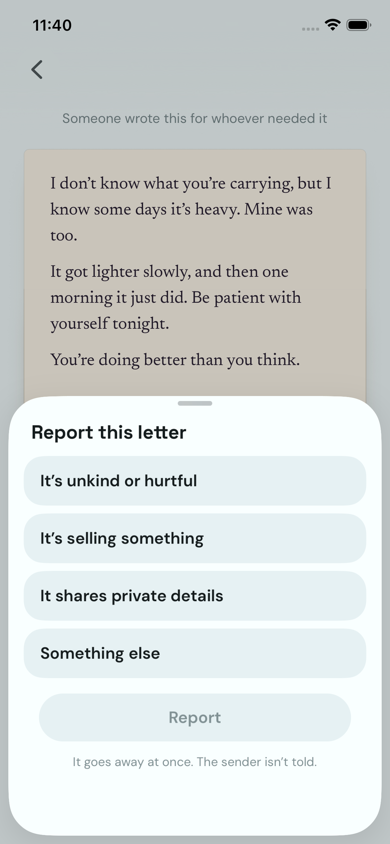 11:40
Someone wrote this for whoever needed it
I don’t know what you’re carrying, but I
know some days it’s heavy. Mine was
too.
It got lighter slowly, and then one
morning it just did. Be patient with
yourself tonight.
You’re doing better than you think.
Report this letter
It’s unkind or hurtful
It’s selling something
It shares private details
Something else
Report
It goes away at once. The sender isn’t told.